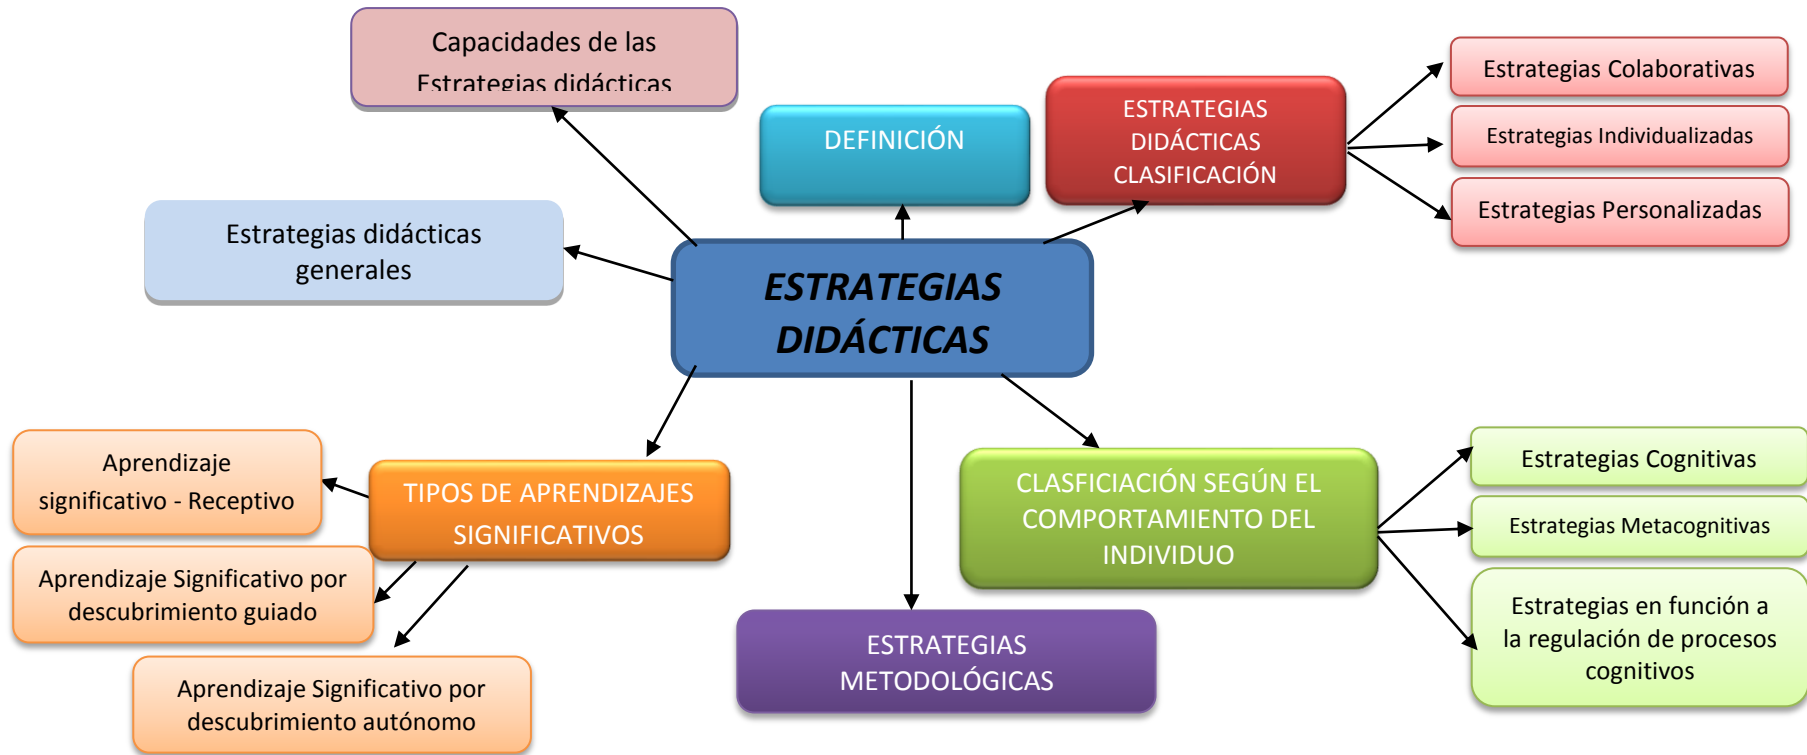 Capacidades de las
Estrategias didácticas
DEFINICIÓN
ESTRATEGIAS
DIDÁCTICAS
CLASIFICACIÓN
Estrategias Colaborativas
Estrategias Individualizadas
Estrategias Personalizadas
Estrategias didácticas
generales
ESTRATEGIAS
DIDÁCTICAS
Aprendizaje
significativo - Receptivo
TIPOS DE APRENDIZAJES
SIGNIFICATIVOS
Aprendizaje Significativo por
descubrimiento guiado
Aprendizaje Significativo por
descubrimiento autónomo
ESTRATEGIAS
METODOLÓGICAS
CLASFICIACIÓN SEGÚN EL
COMPORTAMIENTO DEL
INDIVIDUO
Estrategias Cognitivas
Estrategias Metacognitivas
Estrategias en función a
la regulación de procesos
cognitivos